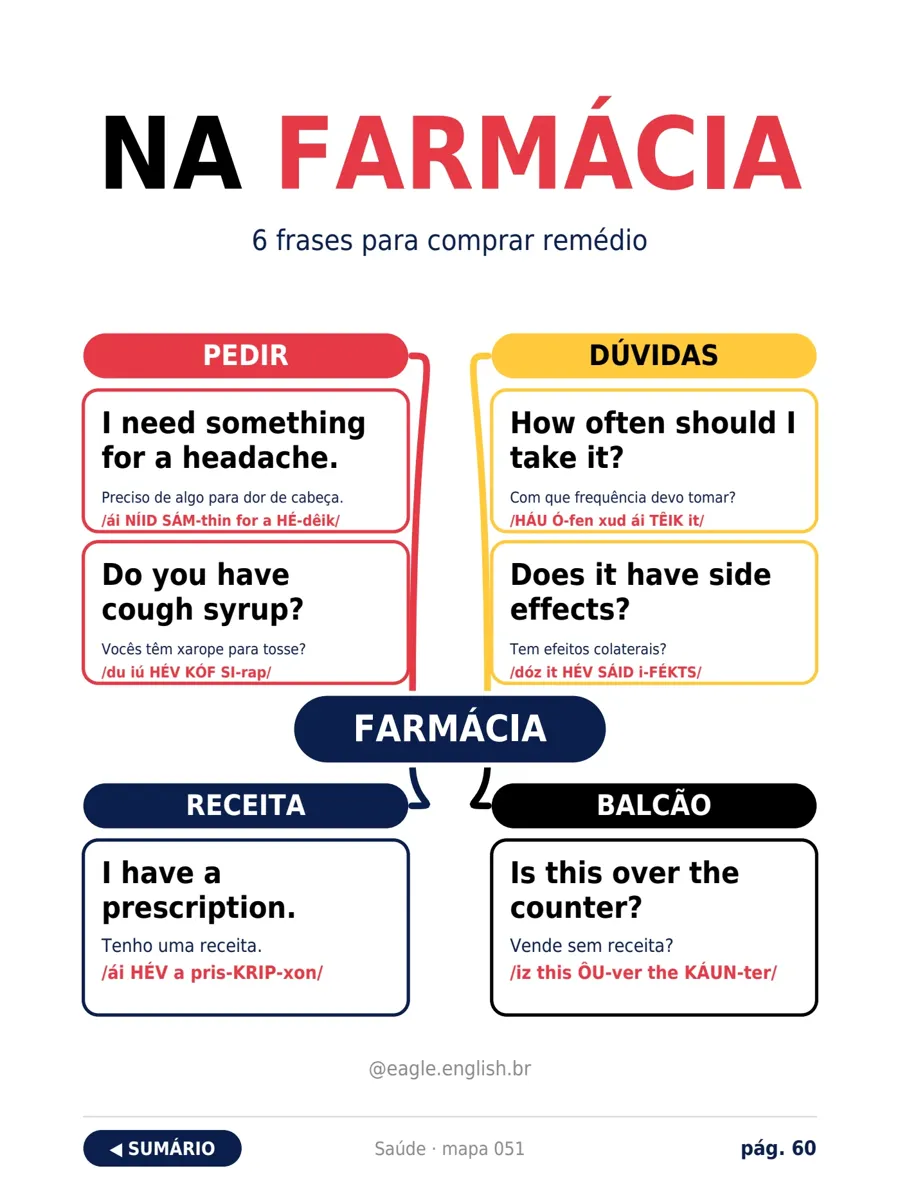 NA FARMÁCIA
6 frases para comprar remédio
PEDIR
I need something
for a headache.
Preciso de algo para dor de cabeça.
/ái NÍID SÁM-thin for a HÉ-dêik/
Do you have
cough syrup?
Vocês têm xarope para tosse?
/du iú HÉV KÓF SI-rap/
DÚVIDAS
How often should I
take it?
Com que frequência devo tomar?
/HÁU Ó-fen xud ái TÊIK it/
Does it have side
effects?
Tem efeitos colaterais?
/dóz it HÉV SÁID i-FÉKTS/
FARMÁCIA
RECEITA
I have a
prescription.
Tenho uma receita.
/ái HÉV a pris-KRIP-xon/
BALCÃO
Is this over the
counter?
Vende sem receita?
/iz this ÔU-ver the KÁUN-ter/
@eagle.english.br
◀ SUMÁRIO
Saúde · mapa 051
pág. 60